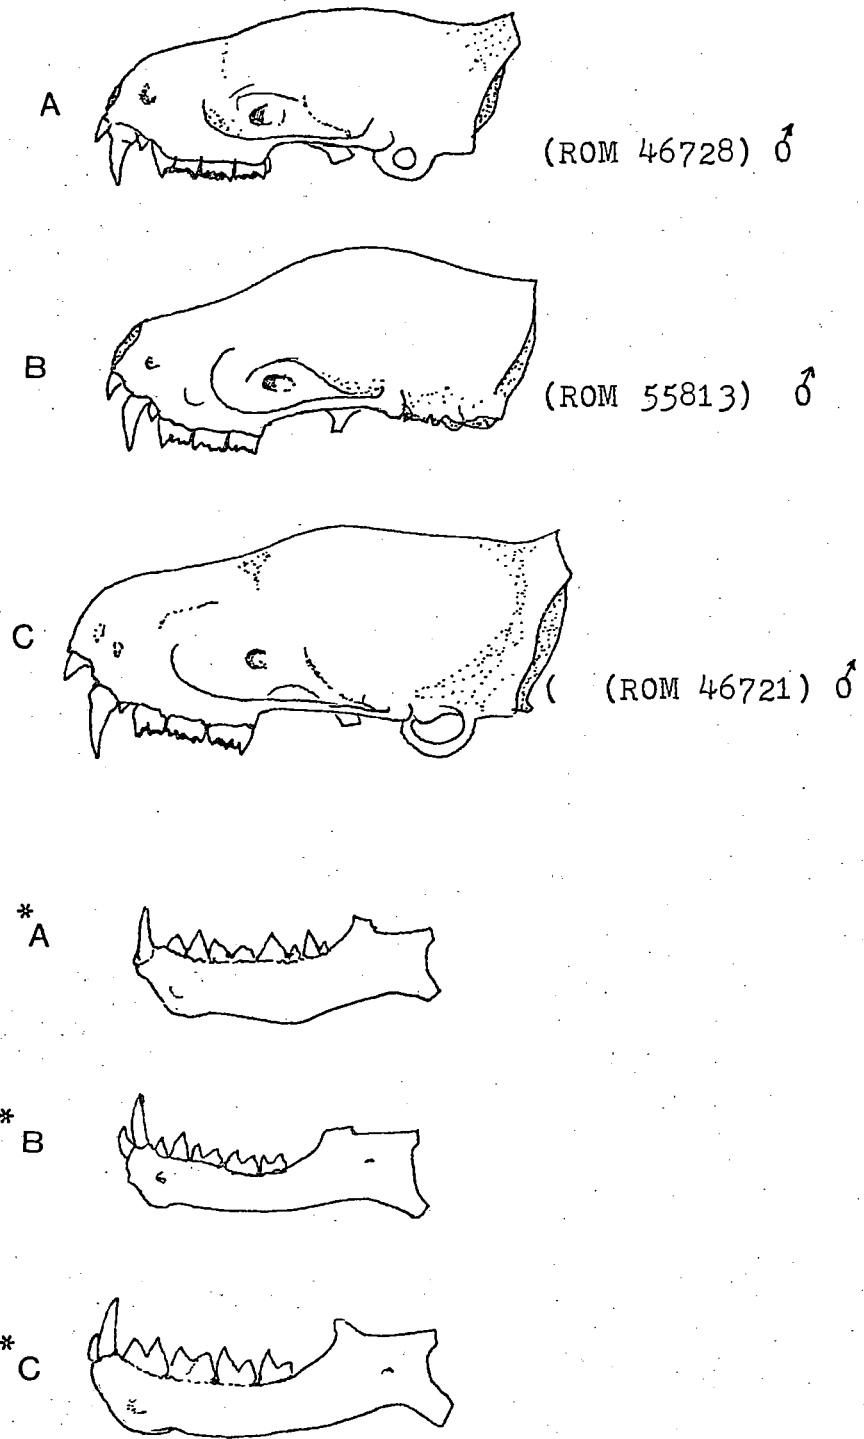 A
(ROM 46728) ♂
B
(ROM 55813) ♂
C
( (ROM 46721) ♂
*A
*B
*C